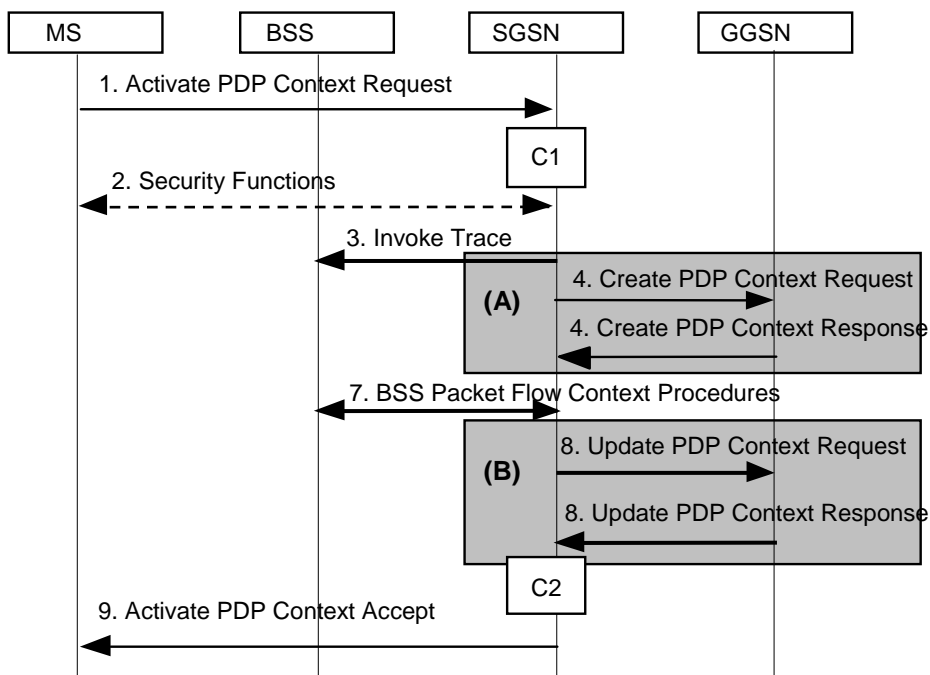 MS
BSS
SGSN
GGSN
1. Activate PDP Context Request
C1
2. Security Functions
3. Invoke Trace
4. Create PDP Context Request
(A)
4. Create PDP Context Response
7. BSS Packet Flow Context Procedures
8. Update PDP Context Request
(B)
8. Update PDP Context Response
C2
9. Activate PDP Context Accept